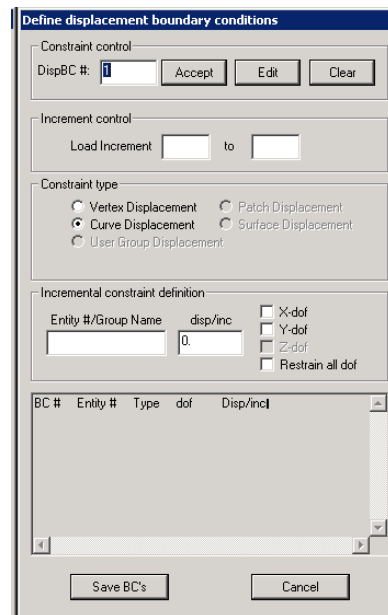 Define displacement boundary conditions
Constraint control
DispBC #: 1 Accept Edit Clear
Increment control
Load Increment to
Constraint type
Vertex Displacement Patch Displacement
Curve Displacement Surface Displacement
User Group Displacement
Incremental constraint definition
Entity #/Group Name disp/inc X-dof
0. Y-dof
Z-dof
Restrain all dof
BC # Entity # Type dof Disp/incl
Save BC's Cancel